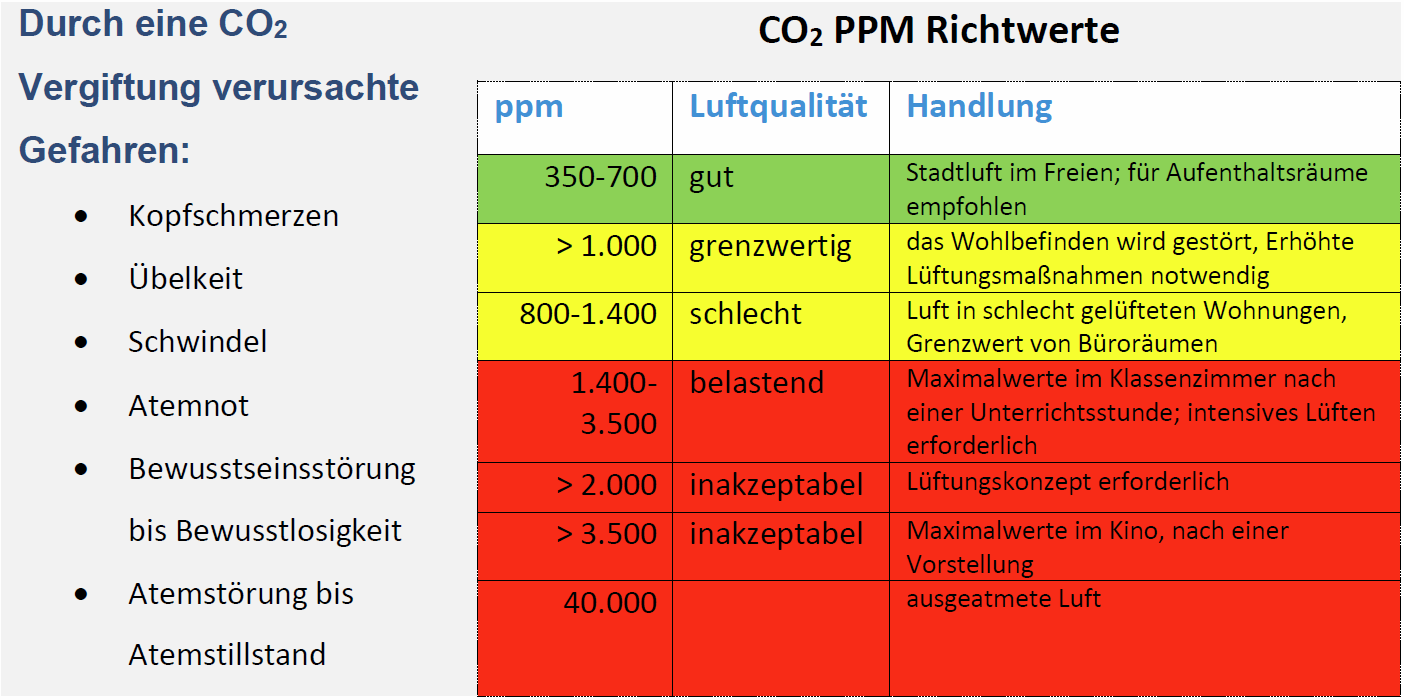 Durch eine CO₂
Vergiftung verursachte
Gefahren:
• Kopfschmerzen
• Übelkeit
• Schwindel
• Atemnot
• Bewusstseinsstörung
bis Bewusstlosigkeit
• Atemstörung bis
Atemstillstand
CO₂ PPM Richtwerte
ppm Luftqualität Handlung
350-700 gut Stadtluft im Freien; für Aufenthaltsräume
empfohlen
> 1.000 grenzwertig das Wohlbefinden wird gestört, Erhöhte
Lüftungsmaßnahmen notwendig
800-1.400 schlecht Luft in schlecht gelüfteten Wohnungen,
Grenzwert von Büroräumen
1.400- belastend Maximalwerte im Klassenzimmer nach
3.500 einer Unterrichtsstunde; intensives Lüften
erforderlich
> 2.000 inakzeptabel Lüftungskonzept erforderlich
> 3.500 inakzeptabel Maximalwerte im Kino, nach einer
Vorstellung
40.000 ausgeatmete Luft